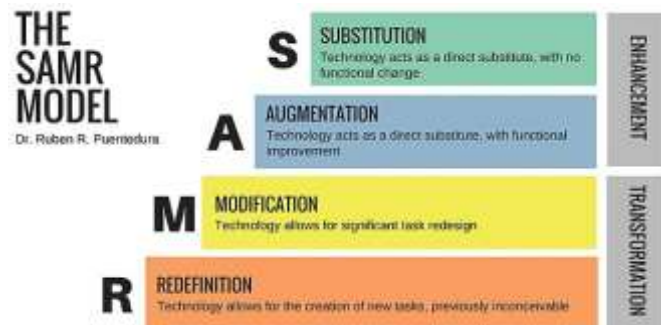 THE
SAMR
MODEL
Dr. Ruben R. Puentedura
S
SUBSTITUTION
Technology acts as a direct substitute, with no
functional change
A
AUGMENTATION
Technology acts as a direct substitute, with functional
improvement
ENHANCEMENT
M
MODIFICATION
Technology allows for significant task redesign
R
REDEFINITION
Technology allows for the creation of new tasks, previously inconceivable
TRANSFORMATION